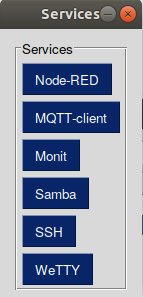 Services
Services
Node-RED
MQTT-client
Monit
Samba
SSH
WeTTY